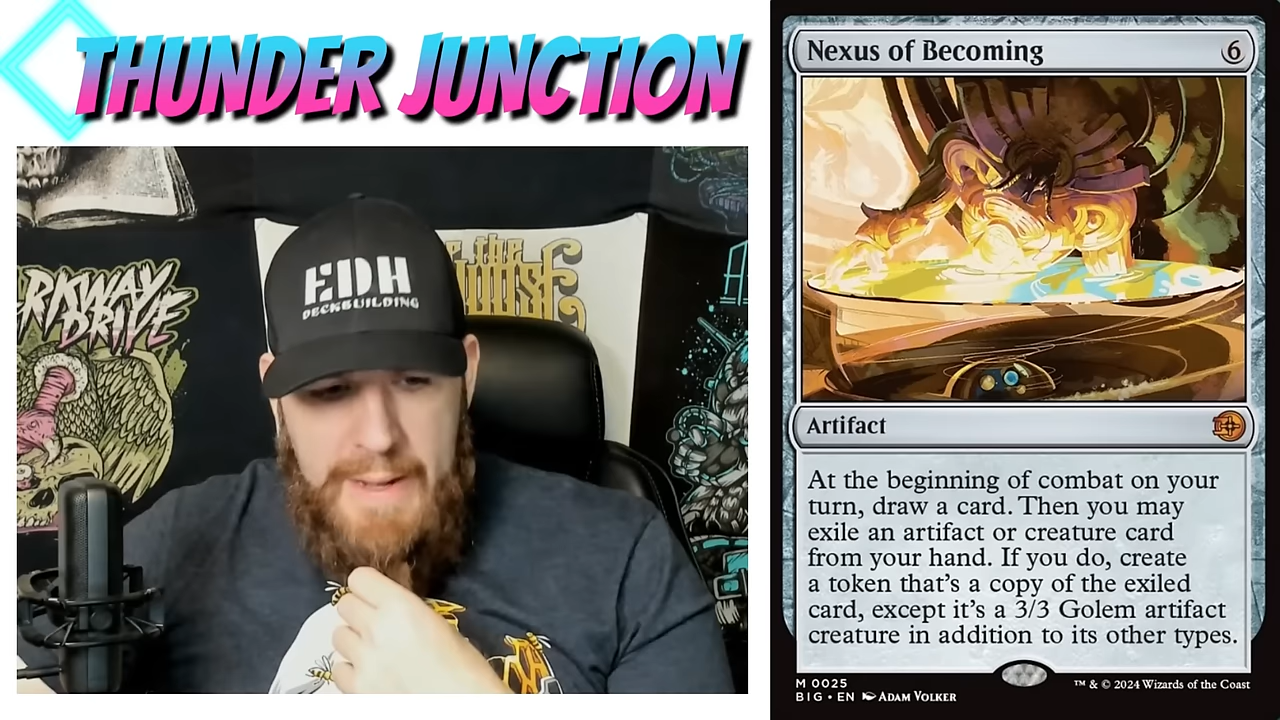 THUNDER JUNCTION
RKWAY
DRIVE
EDH
DECKBUILDING
the
Nexus of Becoming
6
Artifact
At the beginning of combat on your
turn, draw a card. Then you may
exile an artifact or creature card
from your hand. If you do, create
a token that's a copy of the exiled
card, except it's a 3/3 Golem artifact
creature in addition to its other types.
M 0025
BIG • EN ADAM VOLKER
™ & © 2024 Wizards of the Coast